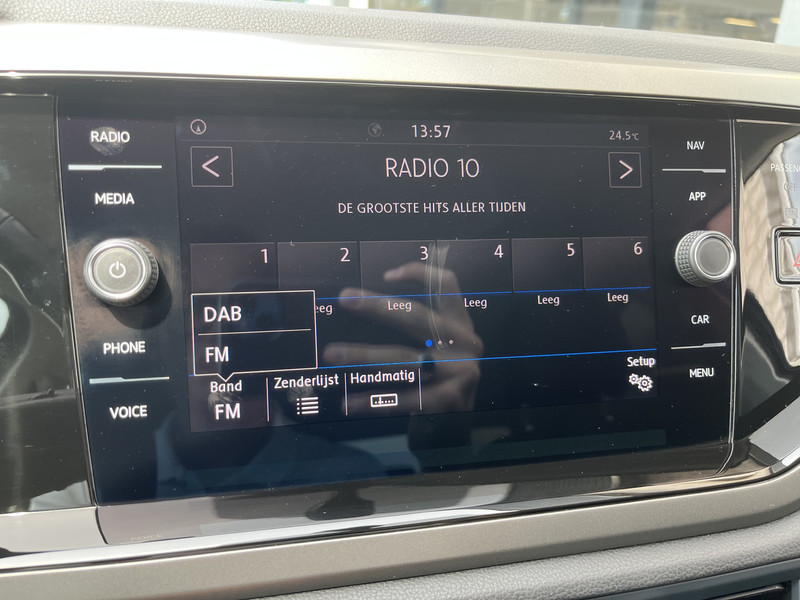 RADIO
MEDIA
PHONE
VOICE
13:57
24.5°C
<
RADIO 10
>
DE GROOTSTE HITS ALLER TIJDEN
1 2 3 4 5 6
Leeg Leeg Leeg Leeg
DAB
FM
Band Zenderlijst Handmatig Setup
FM
NAV
APP
CAR
MENU